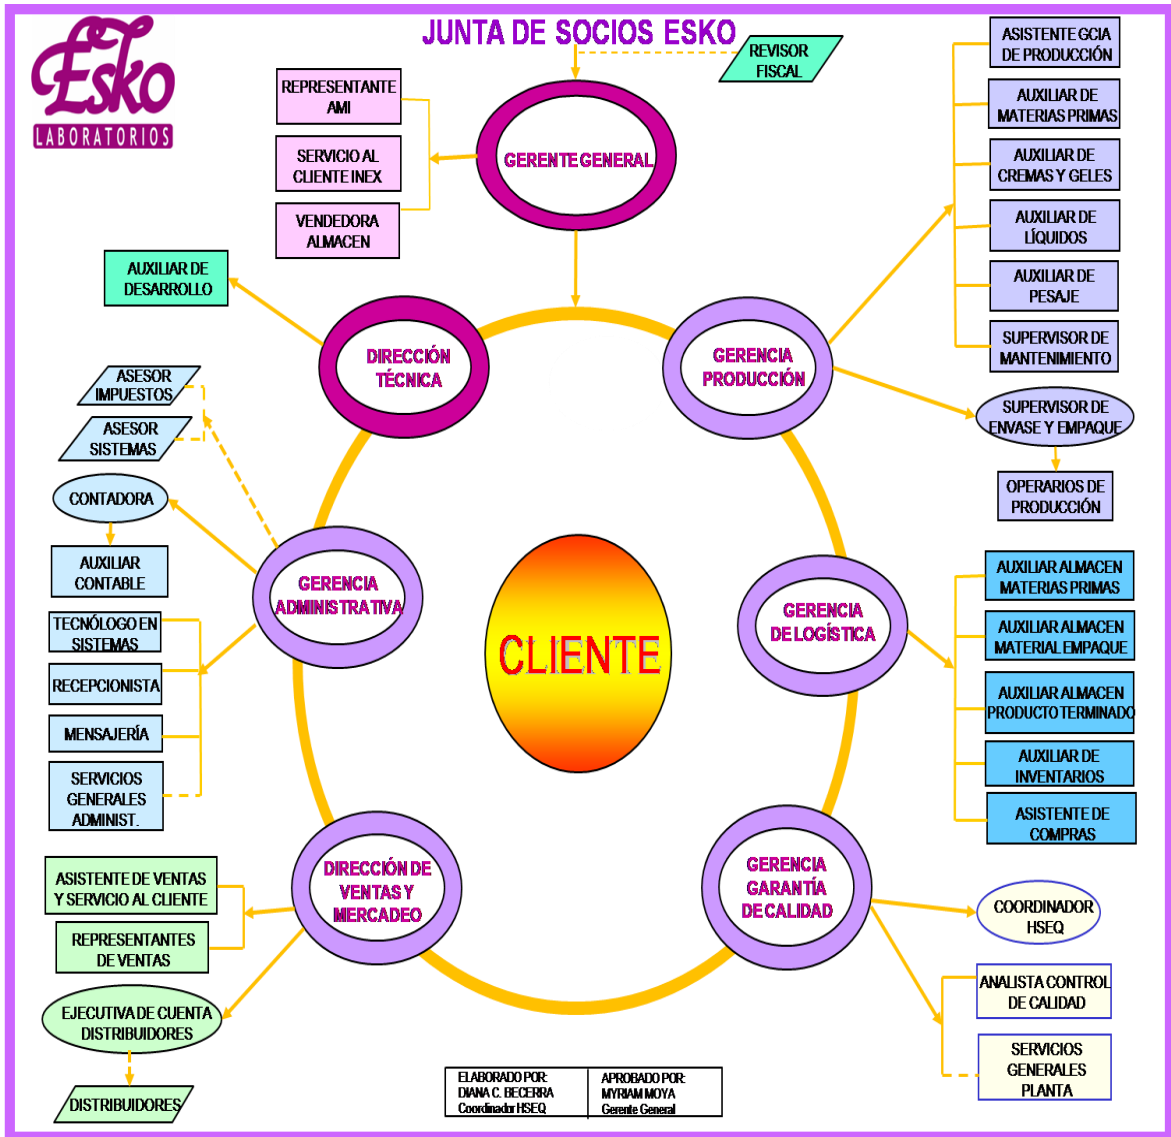 Esko
LABORATORIOS
JUNTA DE SOCIOS ESKO
REVISOR
FISCAL
REPRESENTANTE
AMI
SERVICIO AL
CLIENTE INEX
VENDEDORA
ALMACEN
GERENTE GENERAL
ASISTENTE GCIA
DE PRODUCCIÓN
AUXILIAR DE
MATERIAS PRIMAS
AUXILIAR DE
CREMAS Y GELES
AUXILIAR DE
LÍQUIDOS
AUXILIAR DE
PESAJE
SUPERVISOR DE
MANTENIMIENTO
AUXILIAR DE
DESARROLLO
DIRECCIÓN
TÉCNICA
GERENCIA
PRODUCCIÓN
SUPERVISOR DE
ENVASE Y EMPAQUE
OPERARIOS DE
PRODUCCIÓN
ASESOR
IMPUESTOS
ASESOR
SISTEMAS
CONTADORA
AUXILIAR
CONTABLE
GERENCIA
ADMINISTRATIVA
TECNÓLOGO EN
SISTEMAS
RECEPCIONISTA
MENSAJERÍA
SERVICIOS
GENERALES
ADMINIST.
CLIENTE
GERENCIA
DE LOGÍSTICA
AUXILIAR ALMACEN
MATERIAS PRIMAS
AUXILIAR ALMACEN
MATERIAL EMPAQUE
AUXILIAR ALMACEN
PRODUCTO TERMINADO
AUXILIAR DE
INVENTARIOS
ASISTENTE DE
COMPRAS
DIRECCIÓN DE
VENTAS Y
MERCADEO
ASISTENTE DE VENTAS
Y SERVICIO AL CLIENTE
REPRESENTANTES
DE VENTAS
EJECUTIVA DE CUENTA
DISTRIBUIDORES
DISTRIBUIDORES
GERENCIA
GARANTÍA
DE CALIDAD
COORDINADOR
HSEQ
ANALISTA CONTROL
DE CALIDAD
SERVICIOS
GENERALES
PLANTA
ELABORADO POR:
DIANA C. BECERRA
Coordinador HSEQ
APROBADO POR:
MYRIAM MOYA
Gerente General